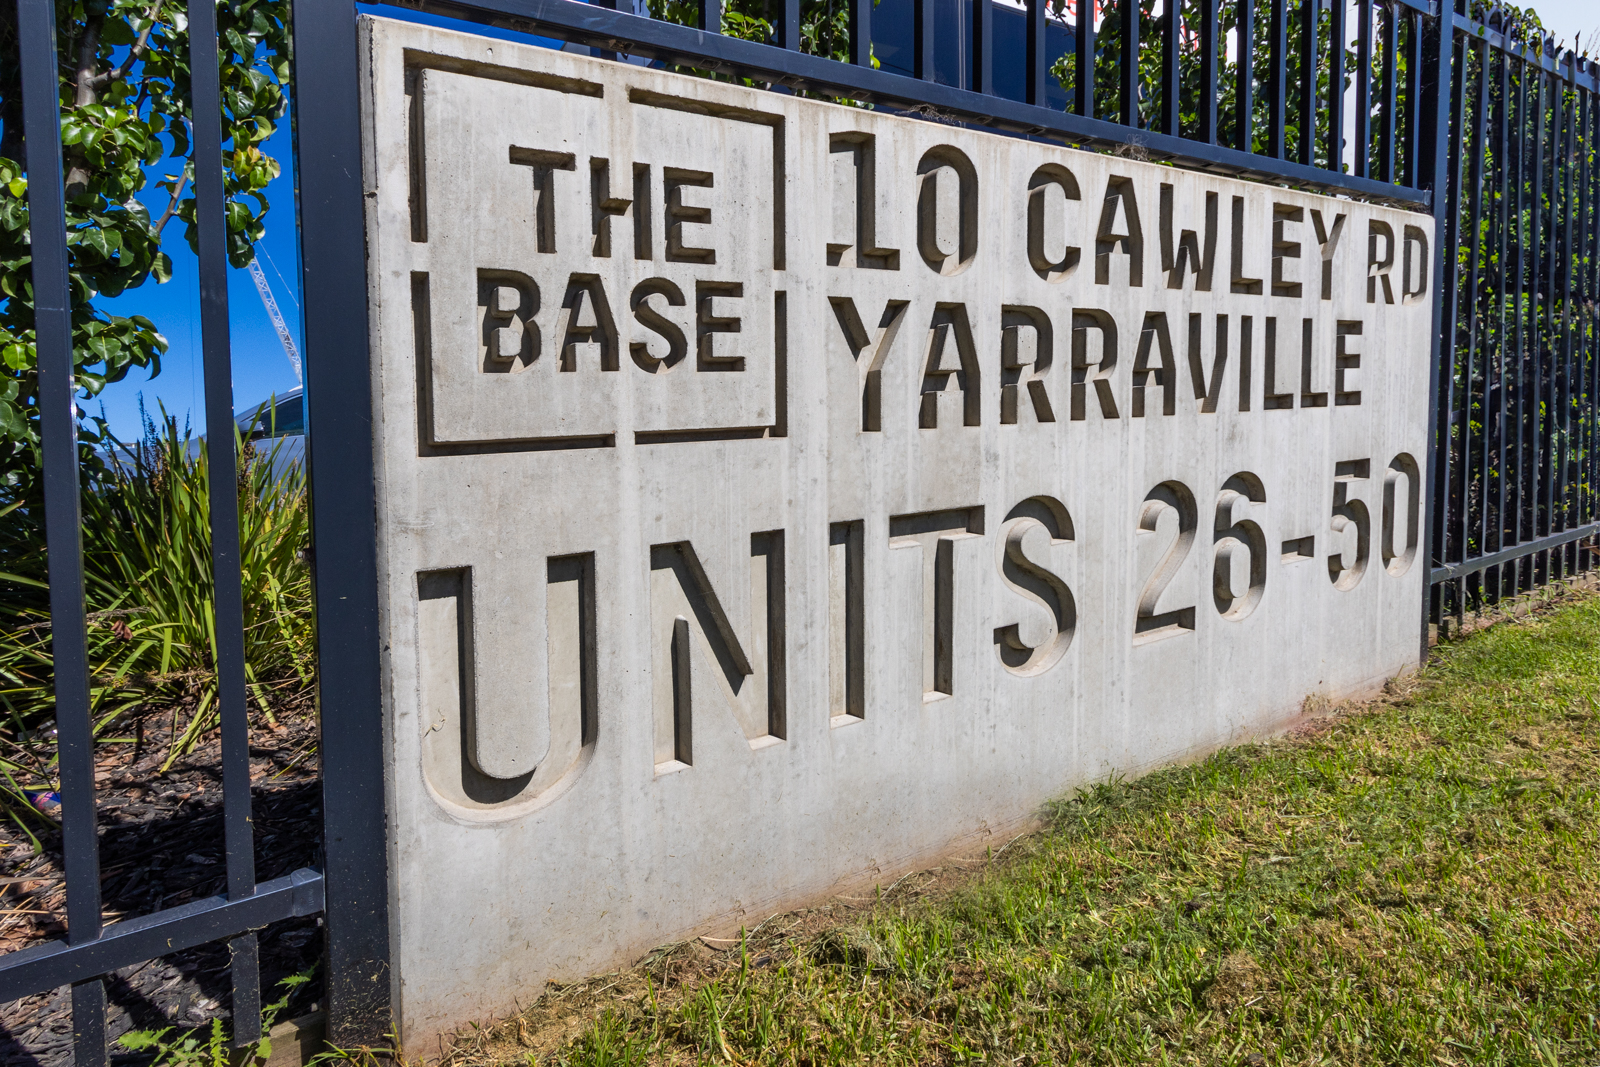 THE
BASE
10 CAWLEY RD
YARRAVILLE
UNITS 26-50